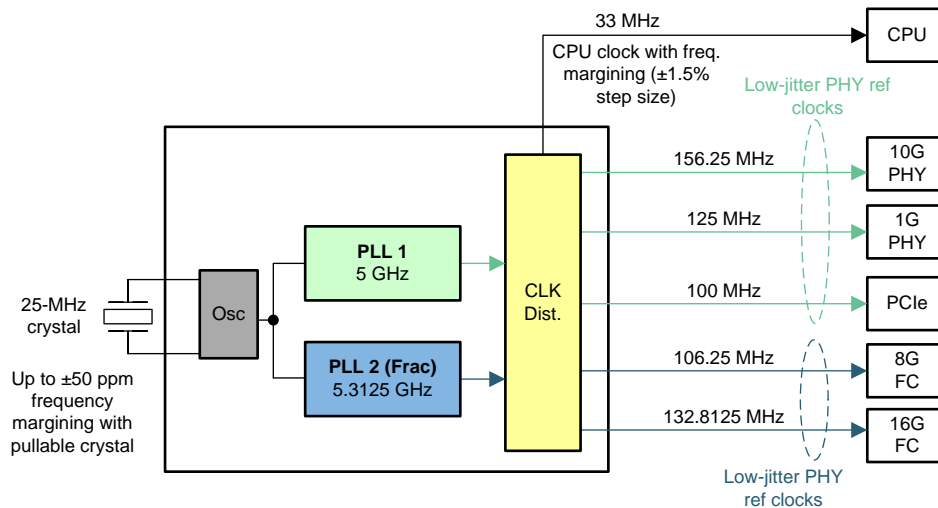 33 MHz
CPU
CPU clock with freq.
margining (±1.5%
step size)
Low-jitter PHY ref
clocks
156.25 MHz
10G
PHY
125 MHz
1G
PHY
PLL 1
5 GHz
25-MHz
crystal
Osc
CLK
Dist.
100 MHz
PCIe
PLL 2 (Frac)
5.3125 GHz
106.25 MHz
8G
FC
Up to ±50 ppm
frequency
margining with
pullable crystal
132.8125 MHz
16G
FC
Low-jitter PHY
ref clocks